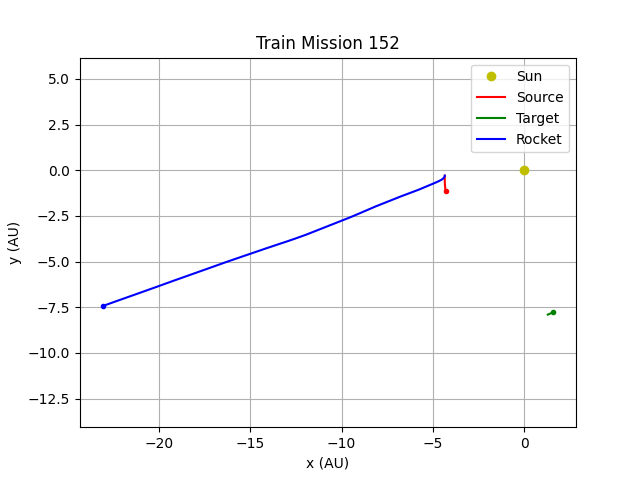 Train Mission 152
Sun
Source
Target
Rocket
y (AU)
5.0
2.5
0.0
−2.5
−5.0
−7.5
−10.0
−12.5
−20
−15
−10
−5
0
x (AU)